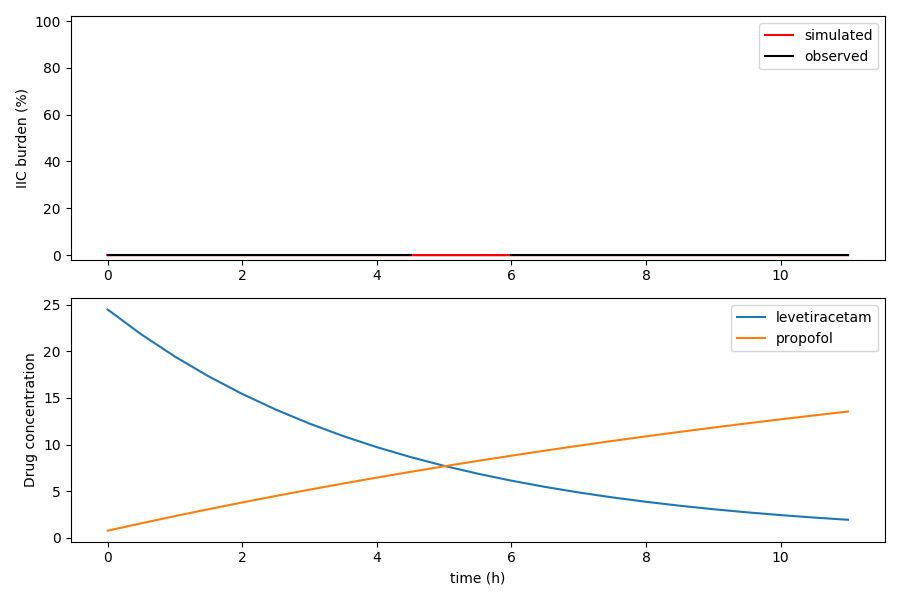 100
80
60
40
20
0
IIC burden (%)
simulated
observed
0 2 4 6 8 10
25
20
15
10
5
0
Drug concentration
levetiracetam
propofol
0 2 4 6 8 10
time (h)